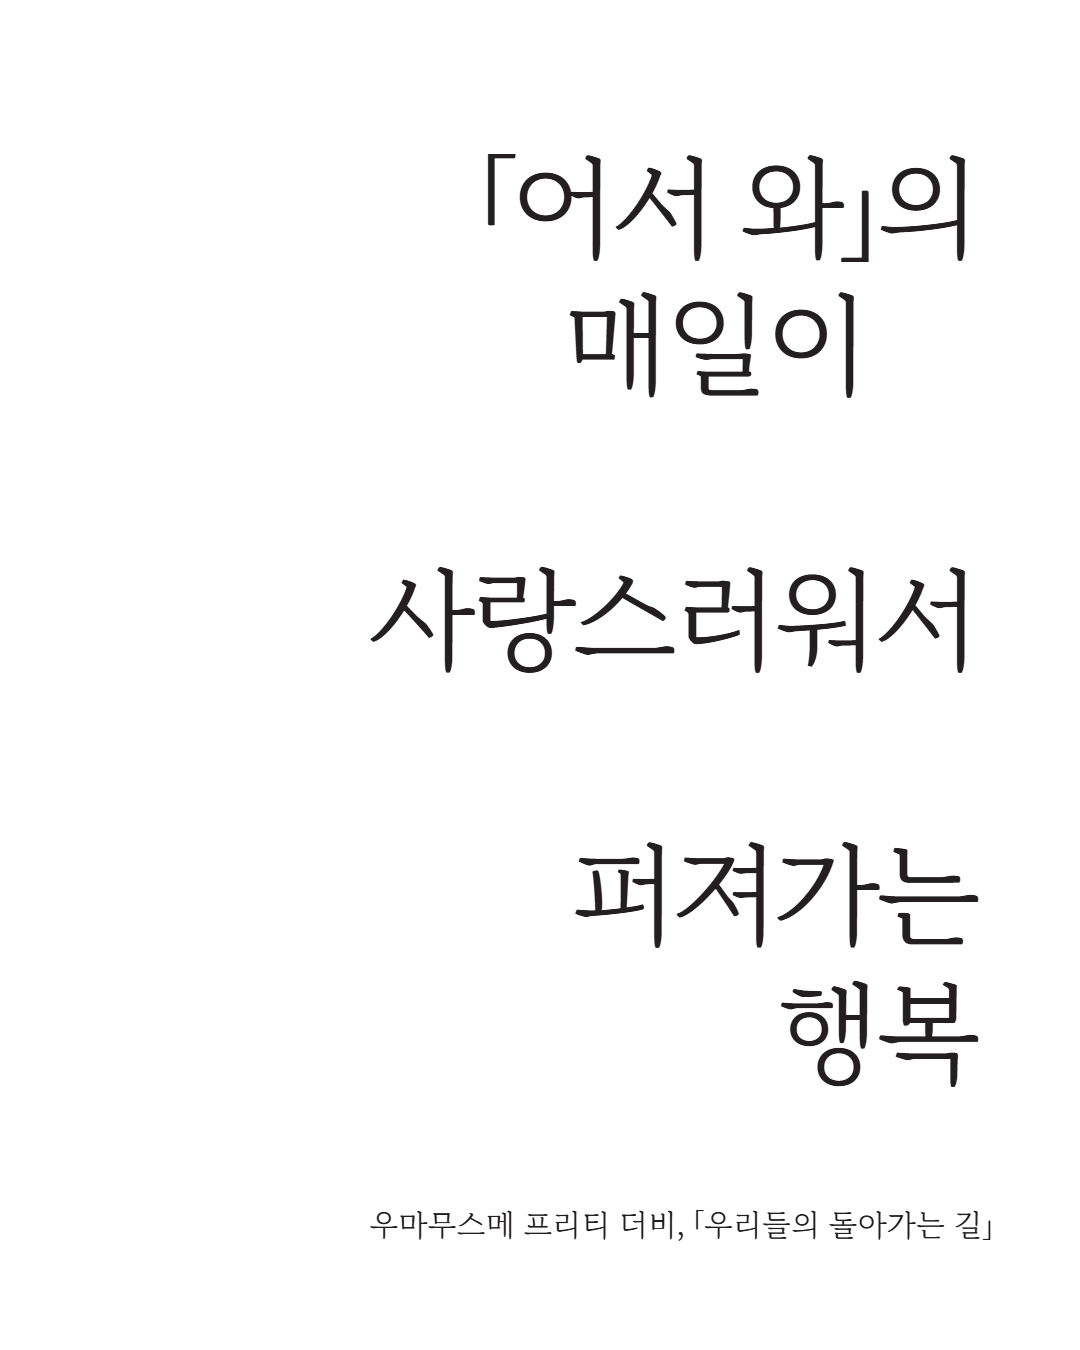 「어서 와」의
매일이
사랑스러워서
퍼져가는
행복
우마무스메 프리티 더비, 「우리들의 돌아가는 길」